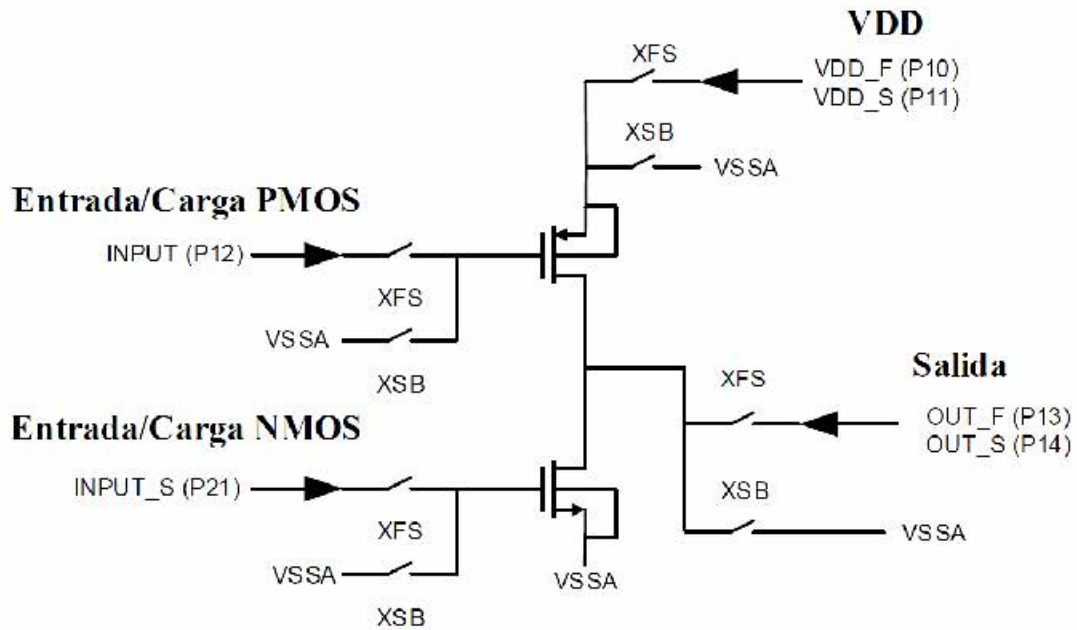 VDD
XFS
VDD_F (P10)
VDD_S (P11)
XSB
VSSA
Entrada/Carga PMOS
INPUT (P12)
XFS
VSSA
XSB
Salida
XFS
OUT_F (P13)
OUT_S (P14)
Entrada/Carga NMOS
INPUT_S (P21)
XSB
XFS
VSSA
VSSA
VSSA
XSB